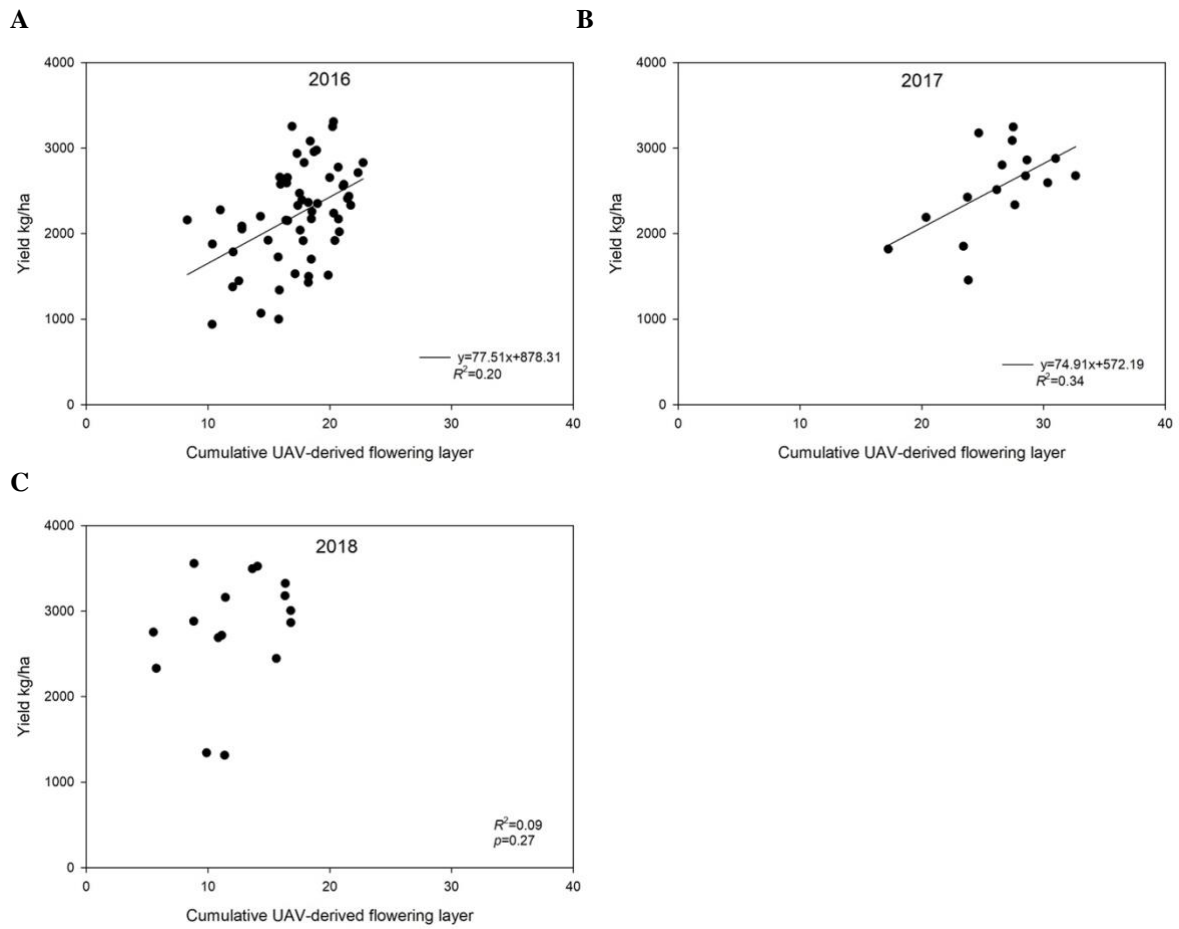 A
B
4000
3000
2000
1000
0
Yield kg/ha
2016
y=77.51x+878.31
R²=0.20
0 10 20 30 40
Cumulative UAV-derived flowering layer
4000
3000
2000
1000
0
Yield kg/ha
2017
y=74.91x+572.19
R²=0.34
0 10 20 30 40
Cumulative UAV-derived flowering layer
C
4000
3000
2000
1000
0
Yield kg/ha
2018
R²=0.09
p=0.27
0 10 20 30 40
Cumulative UAV-derived flowering layer